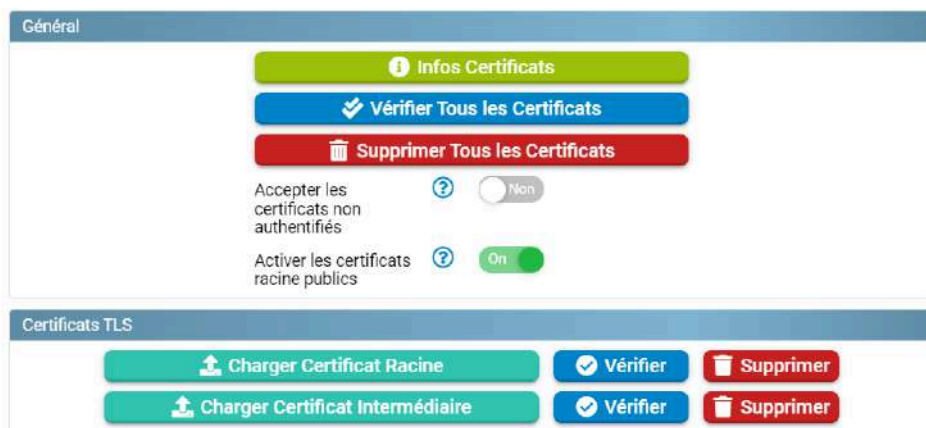 Général
Infos Certificats
Vérifier Tous les Certificats
Supprimer Tous les Certificats
Accepter les
certificats non
authentifiés
Non
Activer les certificats
racine publics
On
Certificats TLS
Charger Certificat Racine
Vérifier
Supprimer
Charger Certificat Intermédiaire
Vérifier
Supprimer